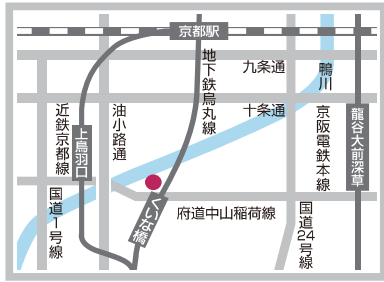 京都駅
地下鉄烏丸線
九条通
鴨川
近鉄京都線
上鳥羽口
油小路通
十条通
京阪電鉄本線
龍谷大前深草
国道1号線
くいな橋
府道中山稲荷線
国道24号線